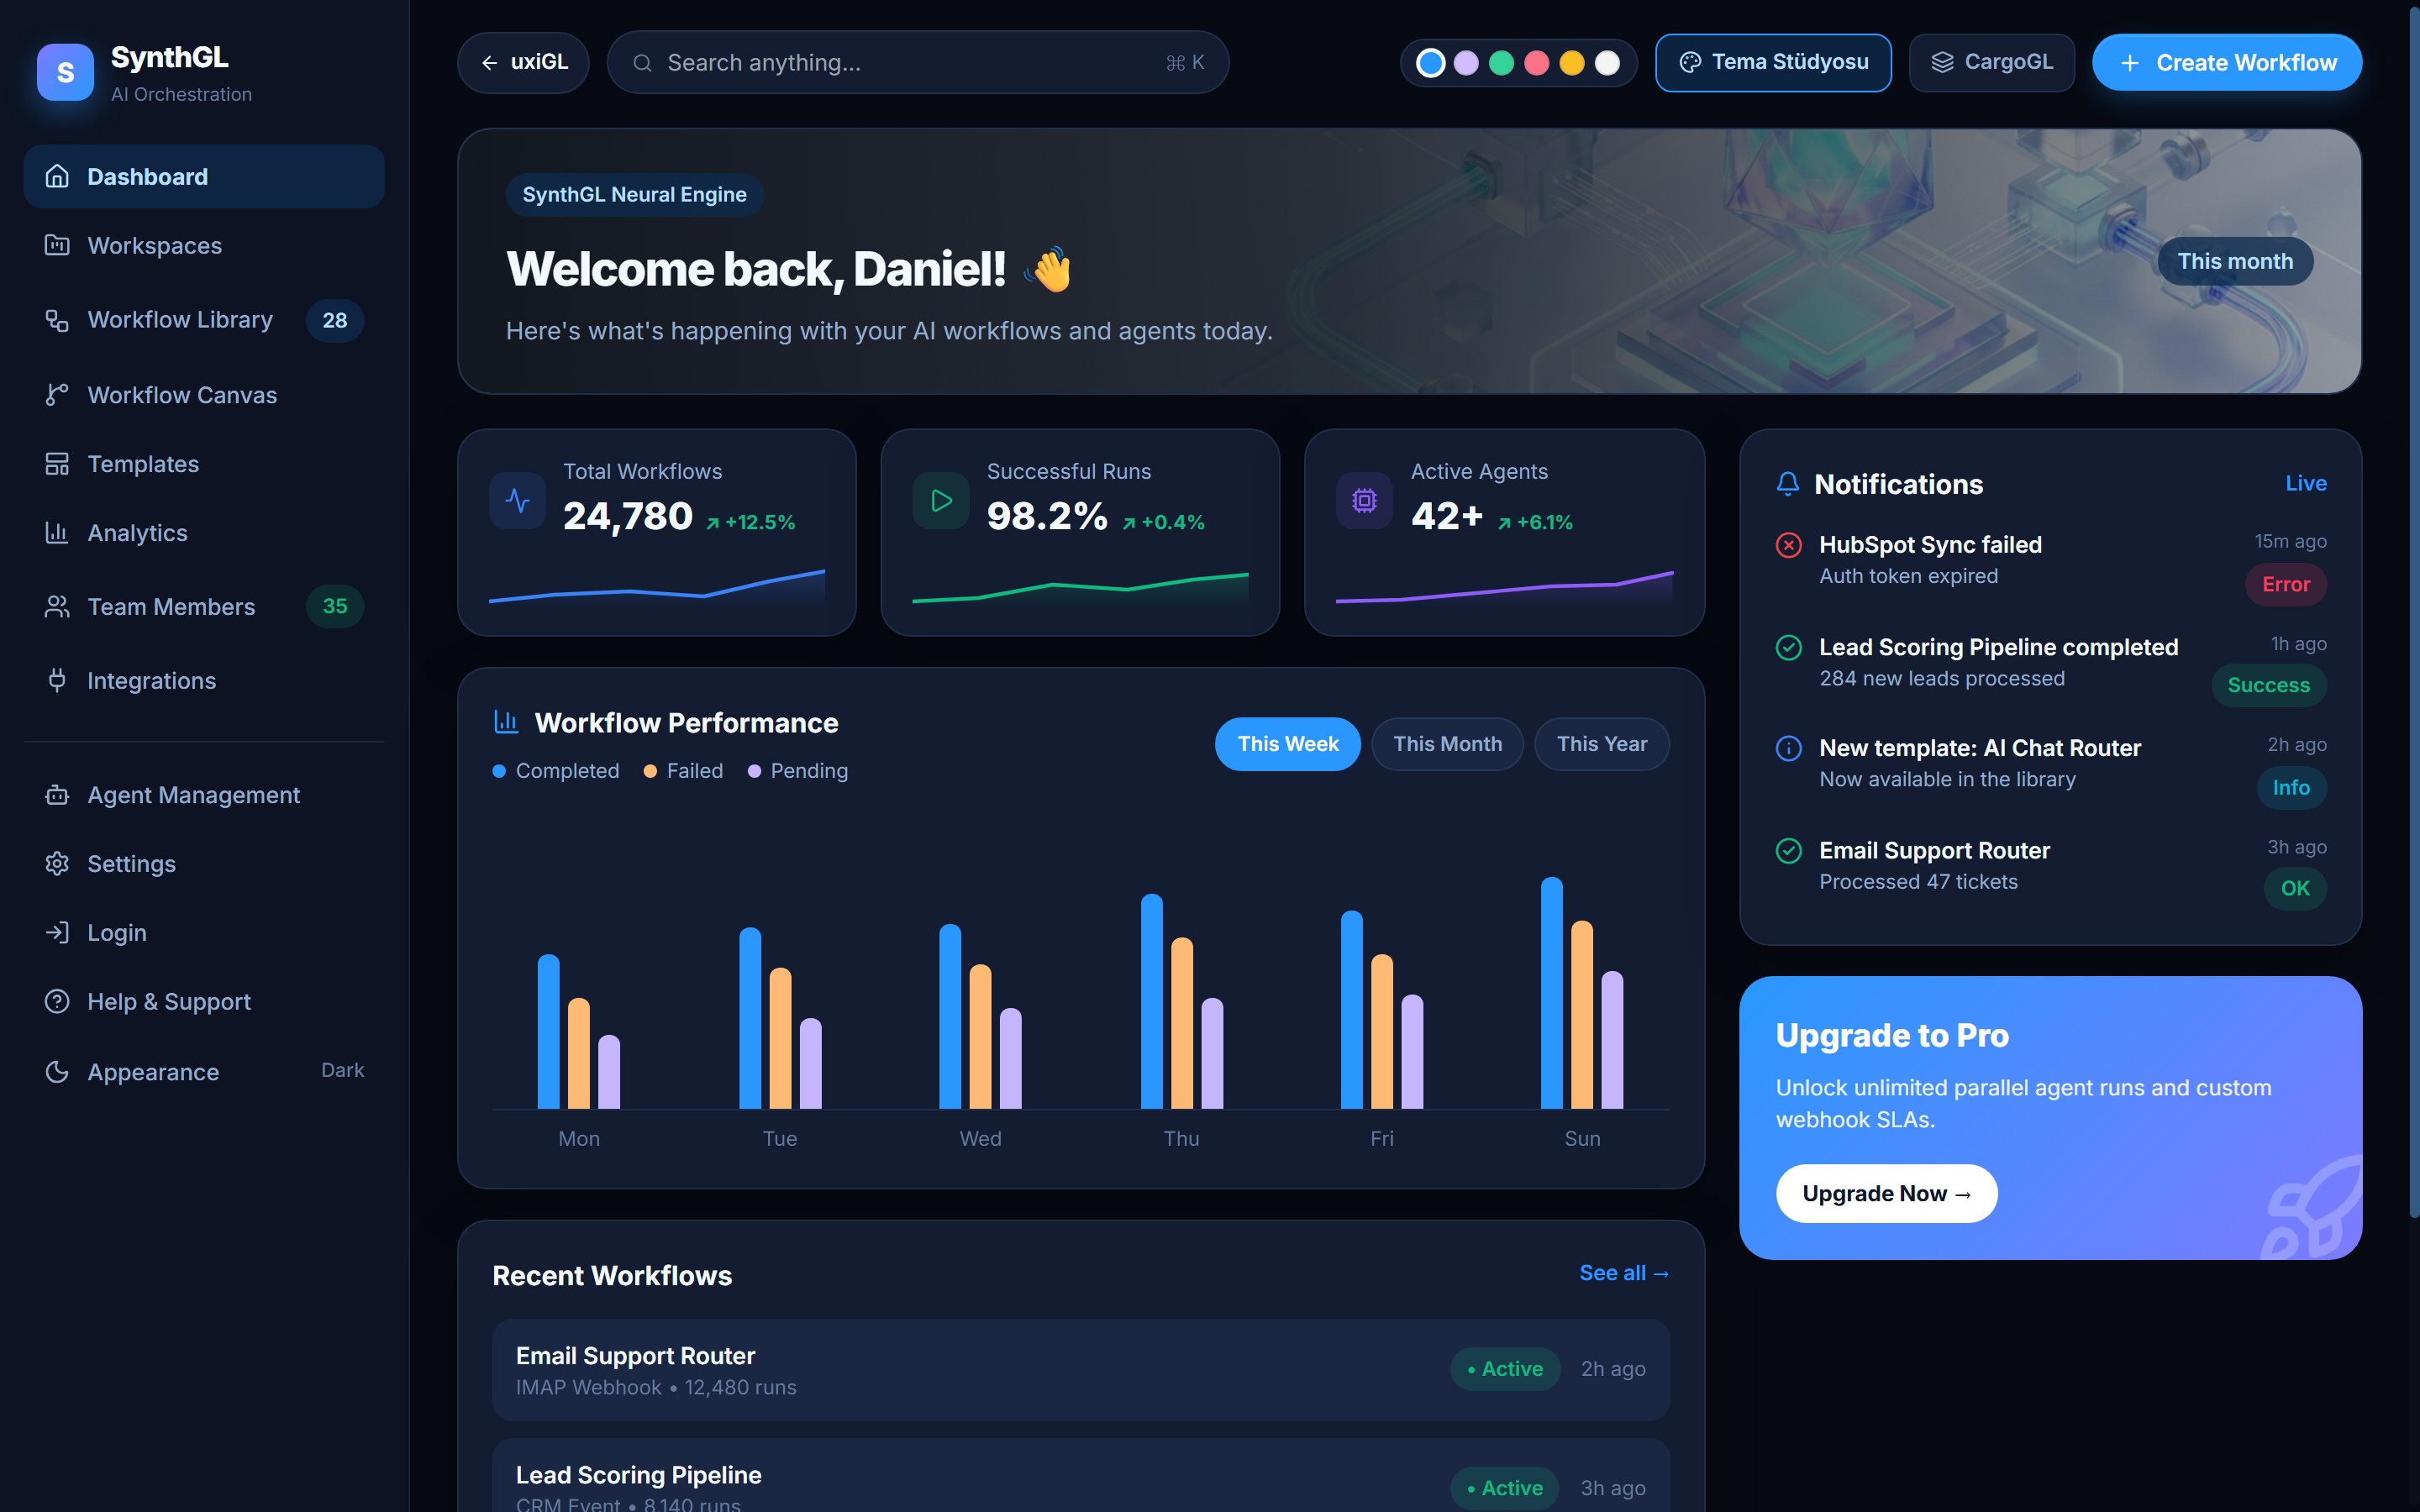 S
SynthGL
AI Orchestration
Dashboard
Workspaces
Workflow Library 28
Workflow Canvas
Templates
Analytics
Team Members 35
Integrations
Agent Management
Settings
Login
Help & Support
Appearance Dark
← uxiGL
Search anything... ⌘ K
Tema Stüdyosu
CargoGL
+ Create Workflow
SynthGL Neural Engine
Welcome back, Daniel! 👋
Here's what's happening with your AI workflows and agents today.
This month
Total Workflows
24,780 ↗ +12.5%
Successful Runs
98.2% ↗ +0.4%
Active Agents
42+ ↗ +6.1%
Workflow Performance
Completed Failed Pending
This Week This Month This Year
Mon Tue Wed Thu Fri Sun
Recent Workflows
See all →
Email Support Router
IMAP Webhook • 12,480 runs
• Active 2h ago
Lead Scoring Pipeline
CRM Event • 8,140 runs
• Active 3h ago
Notifications
Live
HubSpot Sync failed
Auth token expired
15m ago
Error
Lead Scoring Pipeline completed
284 new leads processed
1h ago
Success
New template: AI Chat Router
Now available in the library
2h ago
Info
Email Support Router
Processed 47 tickets
3h ago
OK
Upgrade to Pro
Unlock unlimited parallel agent runs and custom
webhook SLAs.
Upgrade Now →